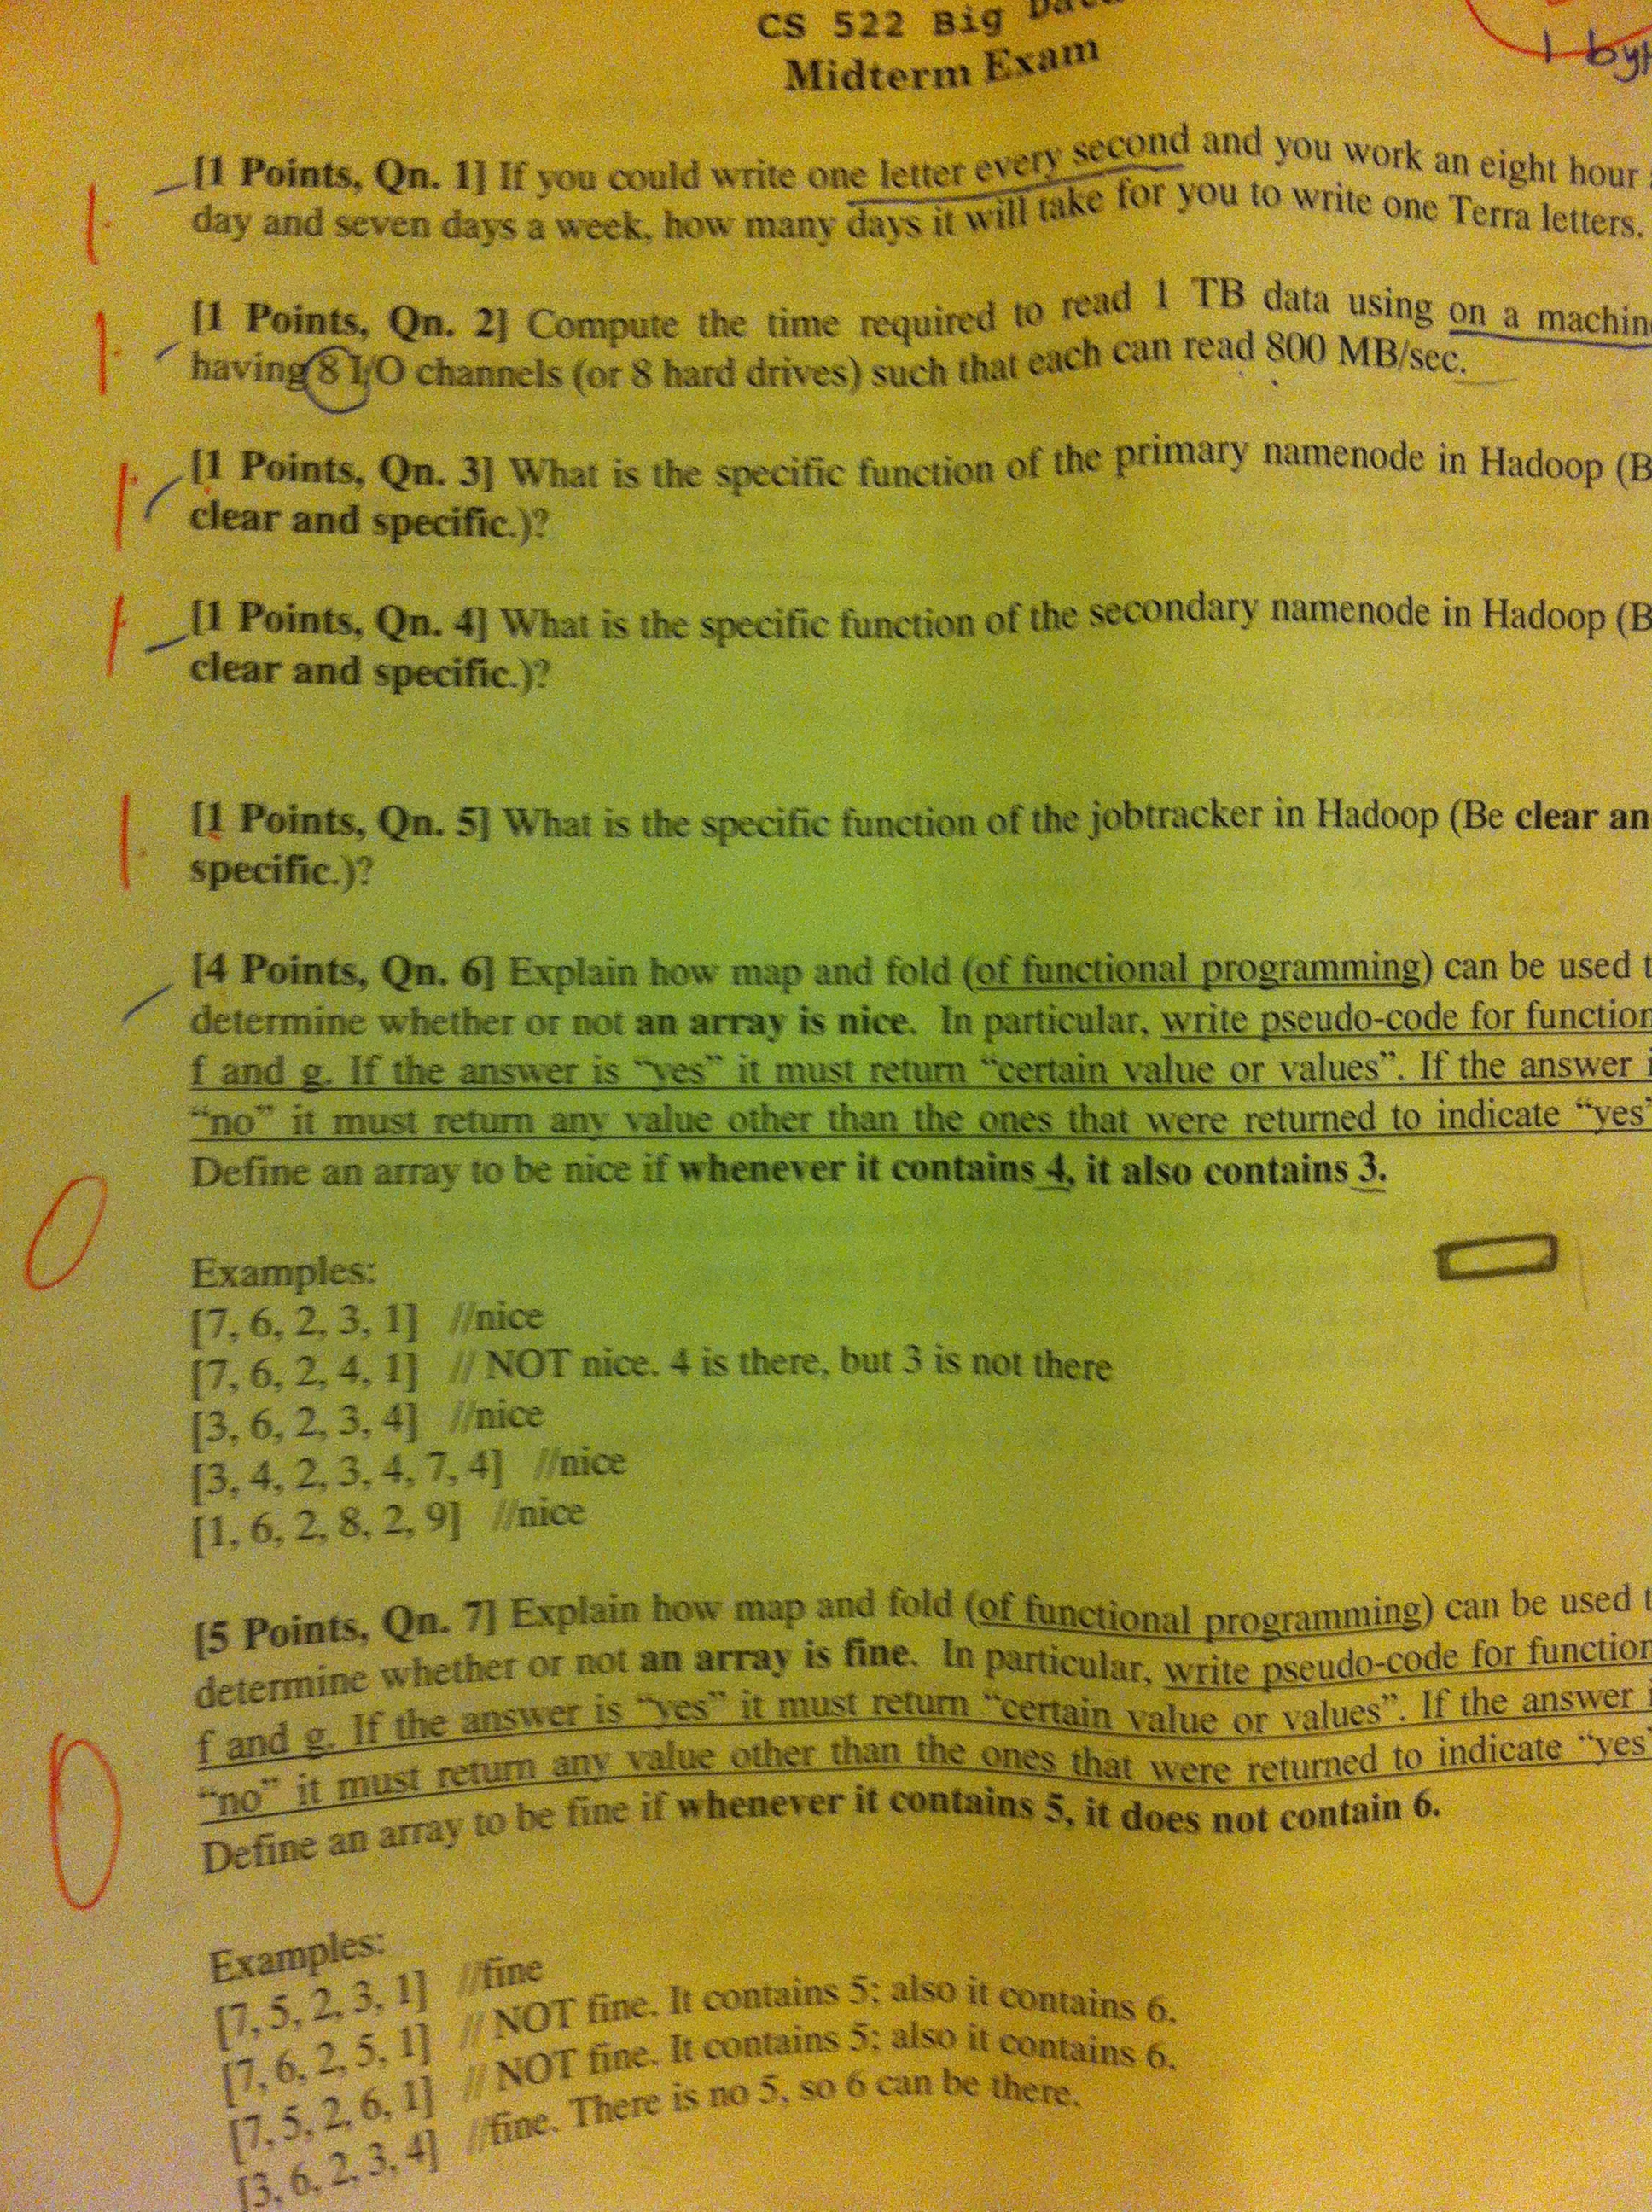 CS 522 Big Data
Midterm Exam
1 byt
[1 Points, Qn. 1] If you could write one letter every second and you work an eight hour
1 day and seven days a week, how many days it will take for you to write one Terra letters.
[1 Points, Qn. 2] Compute the time required to read 1 TB data using on a machin
1 having 8 I/O channels (or 8 hard drives) such that each can read 800 MB/sec.
[1 Points, Qn. 3] What is the specific function of the primary namenode in Hadoop (B
1 clear and specific.)?
[1 Points, Qn. 4] What is the specific function of the secondary namenode in Hadoop (B
1 clear and specific.)?
1 [1 Points, Qn. 5] What is the specific function of the jobtracker in Hadoop (Be clear an
specific.)?
[4 Points, Qn. 6] Explain how map and fold (of functional programming) can be used t
determine whether or not an array is nice. In particular, write pseudo-code for function
f and g. If the answer is "yes" it must return "certain value or values". If the answer i
"no" it must return any value other than the ones that were returned to indicate "yes"
Define an array to be nice if whenever it contains 4, it also contains 3.
0
Examples:
[7, 6, 2, 3, 1] //nice
[7, 6, 2, 4, 1] // NOT nice. 4 is there, but 3 is not there
[3, 6, 2, 3, 4] //nice
[3, 4, 2, 3, 4, 7, 4] //nice
[1, 6, 2, 8, 2, 9] //nice
[5 Points, Qn. 7] Explain how map and fold (of functional programming) can be used t
determine whether or not an array is fine. In particular, write pseudo-code for function
f and g. If the answer is "yes" it must return "certain value or values". If the answer i
"no" it must return any value other than the ones that were returned to indicate "yes"
0 Define an array to be fine if whenever it contains 5, it does not contain 6.
Examples:
[7, 5, 2, 3, 1] //fine
[7, 6, 2, 5, 1] // NOT fine. It contains 5; also it contains 6.
[7, 5, 2, 6, 1] // NOT fine. It contains 5; also it contains 6.
[3, 6, 2, 3, 4] //fine. There is no 5, so 6 can be there.